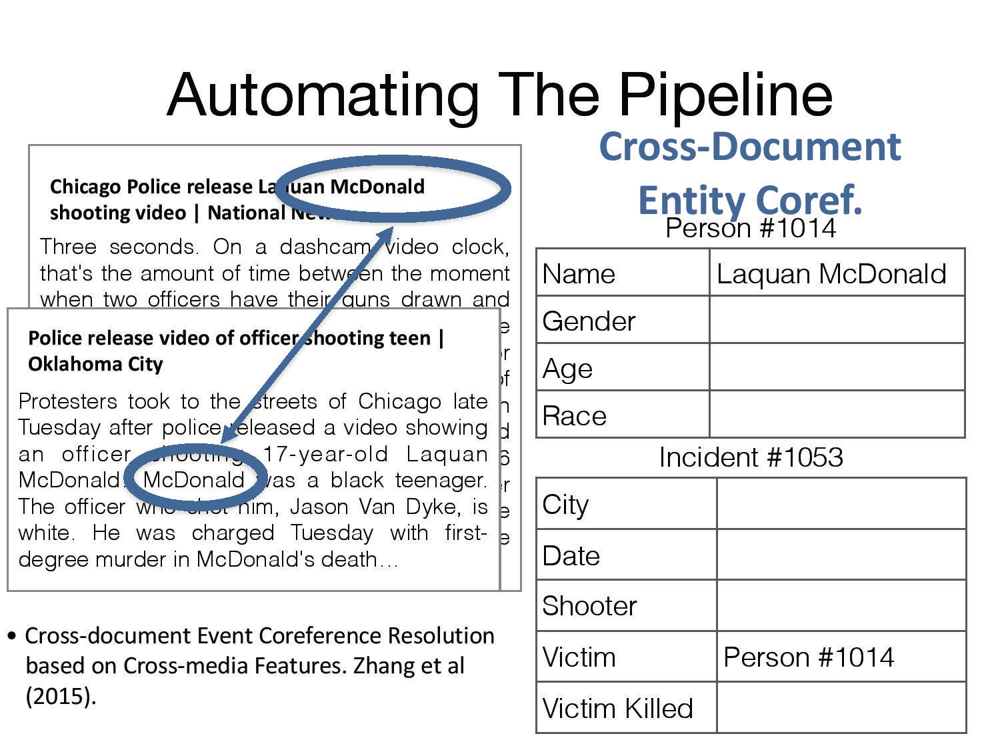 Automating The Pipeline
Cross-Document
Entity Coref.
Chicago Police release Laquan McDonald
shooting video | National News
Three seconds. On a dashcam video clock,
that's the amount of time between the moment
when two officers have their guns drawn and
e
r
of
n
d
6
er
e
e
Police release video of officer shooting teen |
Oklahoma City
Protesters took to the streets of Chicago late
Tuesday after police released a video showing
an officer shooting 17-year-old Laquan
McDonald. McDonald was a black teenager.
The officer who shot him, Jason Van Dyke, is
white. He was charged Tuesday with first-
degree murder in McDonald's death…
• Cross-document Event Coreference Resolution
based on Cross-media Features. Zhang et al
(2015).
Person #1014
Name Laquan McDonald
Gender
Age
Race
Incident #1053
City
Date
Shooter
Victim Person #1014
Victim Killed